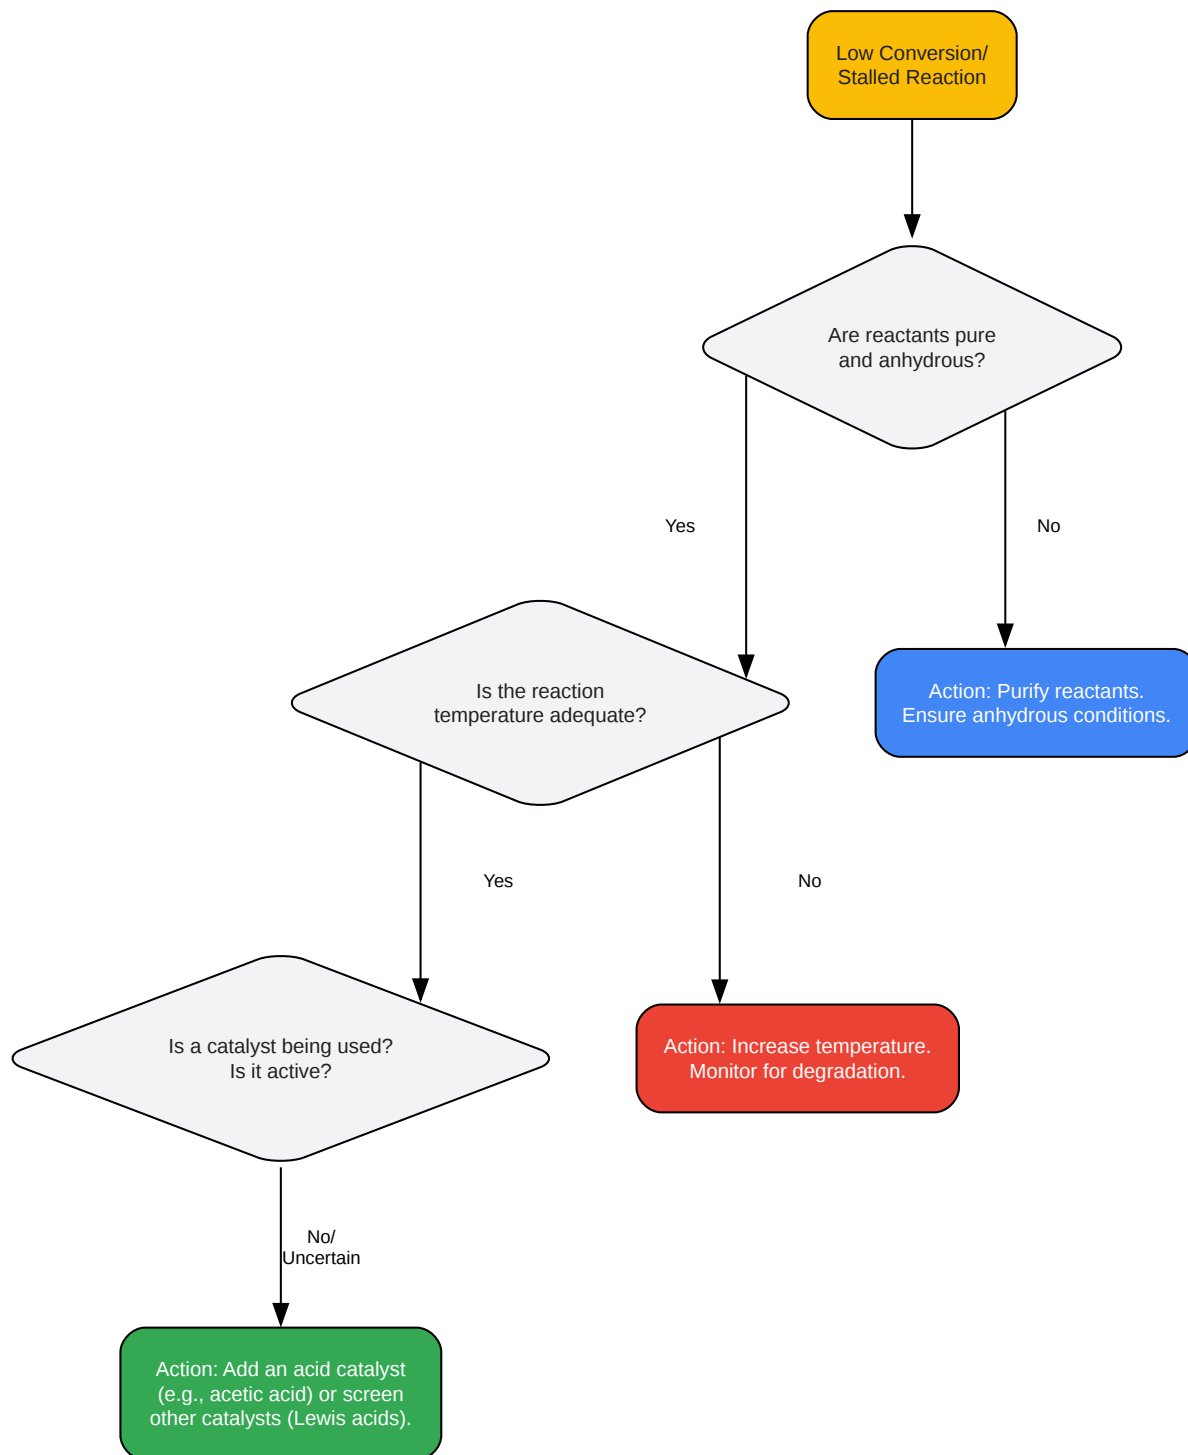 Low Conversion/
Stalled Reaction
Are reactants pure
and anhydrous?
Yes
No
Is the reaction
temperature adequate?
Action: Purify reactants.
Ensure anhydrous conditions.
Yes
No
Is a catalyst being used?
Is it active?
Action: Increase temperature.
Monitor for degradation.
No/
Uncertain
Action: Add an acid catalyst
(e.g., acetic acid) or screen
other catalysts (Lewis acids).